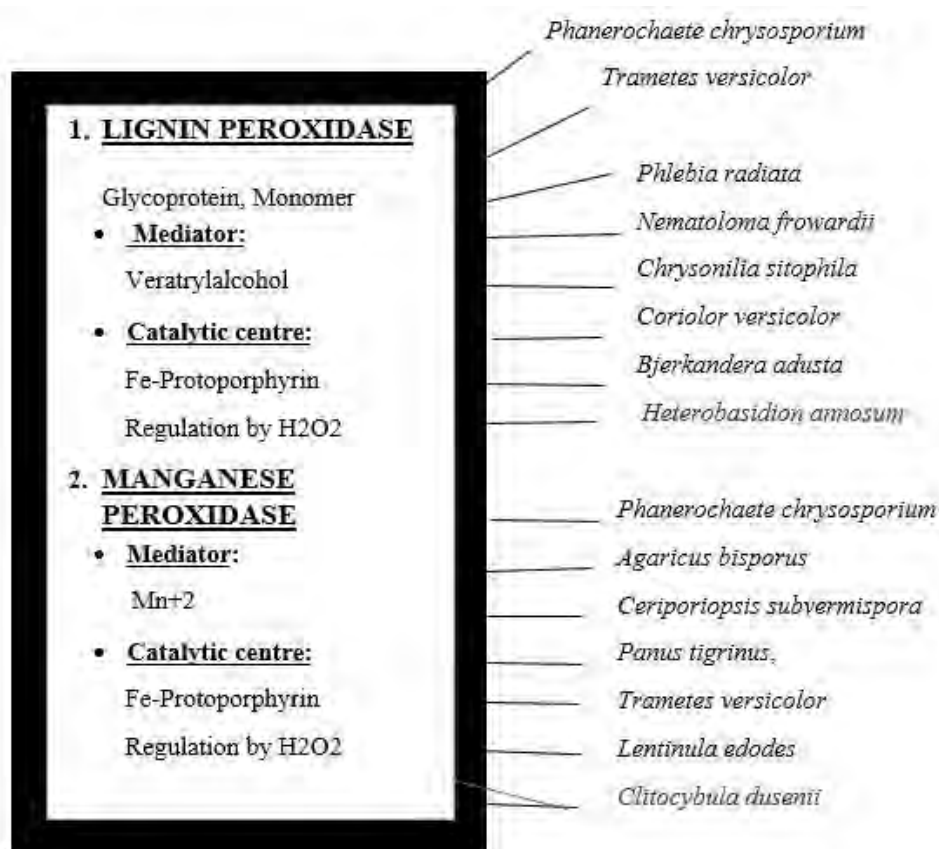 Phanerochaete chrysosporium
Trametes versicolor
1. LIGNIN PEROXIDASE
Phlebia radiata
Glycoprotein, Monomer
Nematoloma frowardii
• Mediator:
Chrysonilia sitophila
Veratrylalcohol
Coriolor versicolor
• Catalytic centre:
Bjerkandera adusta
Fe-Protoporphyrin
Heterobasidion annosum
Regulation by H2O2
2. MANGANESE
PEROXIDASE
Phanerochaete chrysosporium
• Mediator:
Agaricus bisporus
Mn+2
Ceriporiopsis subvermispora
• Catalytic centre:
Panus tigrinus,
Fe-Protoporphyrin
Trametes versicolor
Regulation by H2O2
Lentinula edodes
Clitocybula dusenii